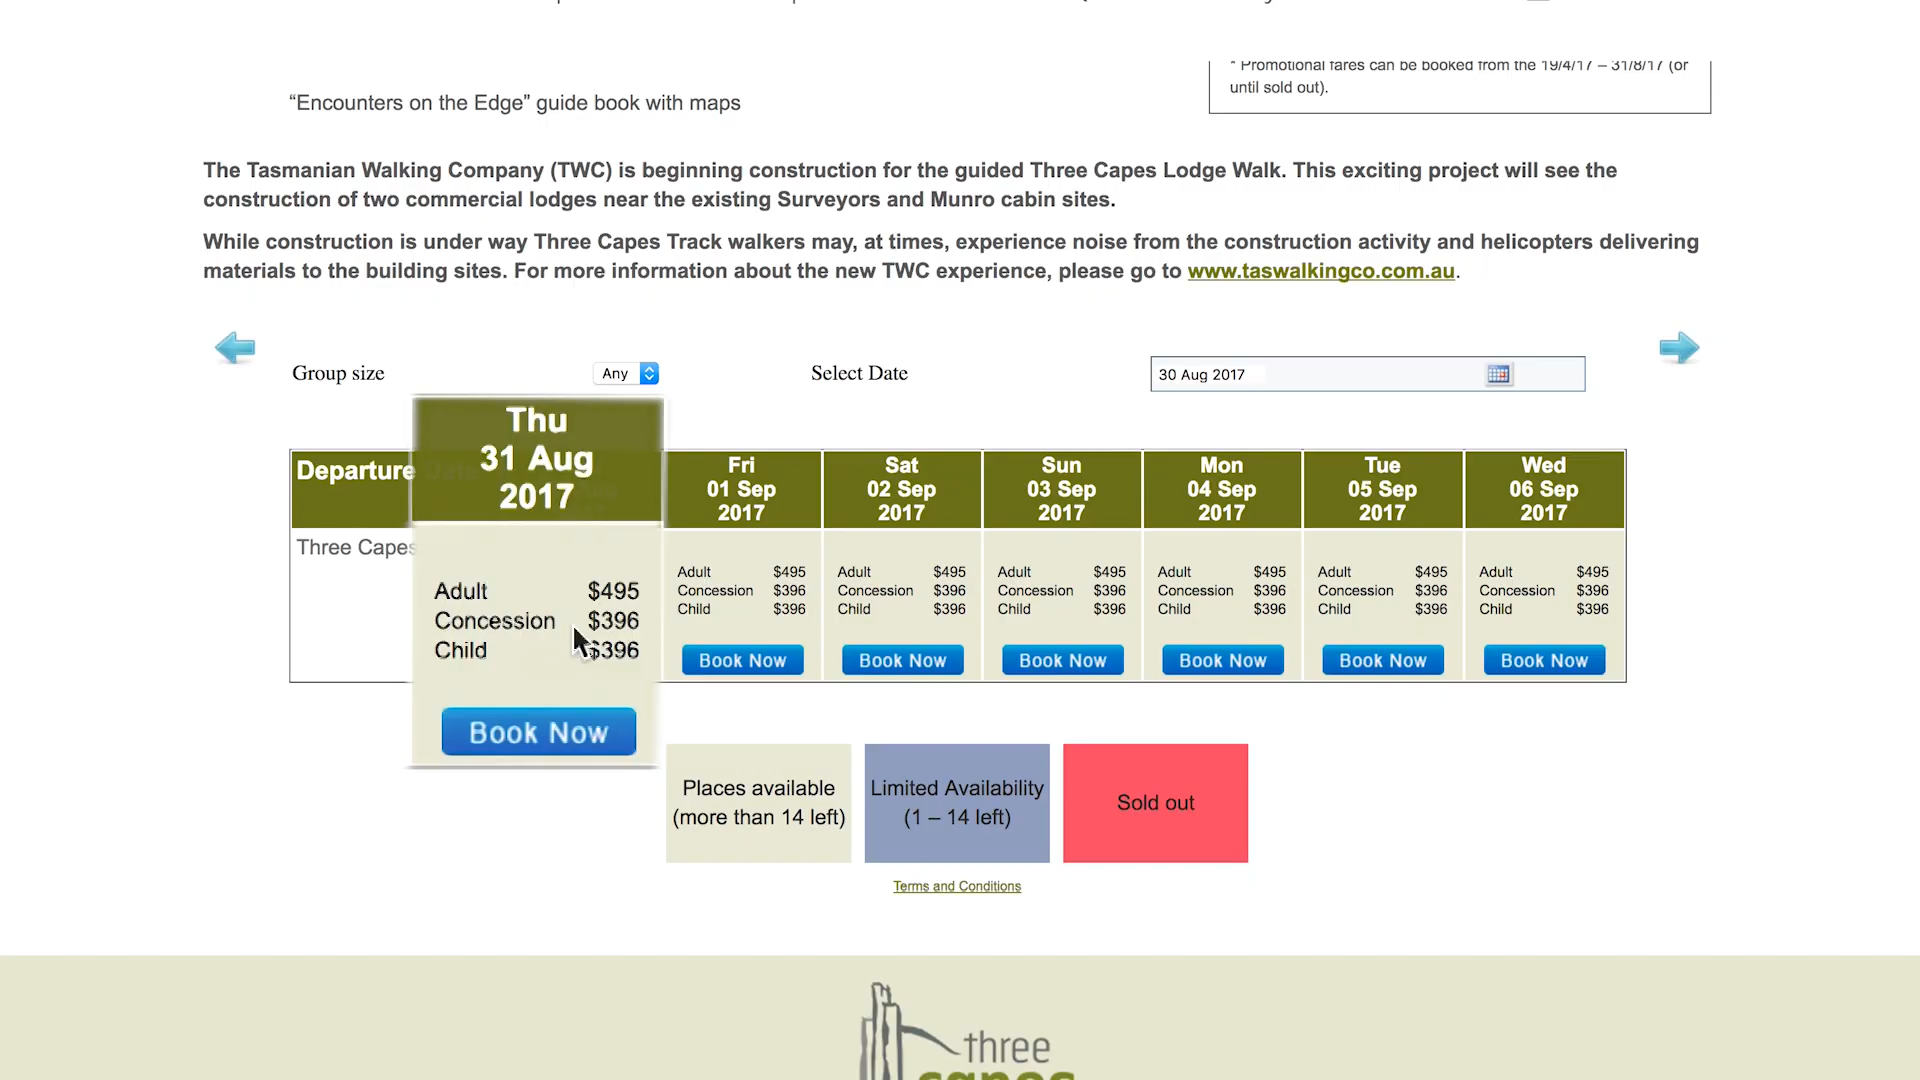 * Promotional fares can be booked from the 19/4/17 – 31/8/17 (or
until sold out).
“Encounters on the Edge” guide book with maps
The Tasmanian Walking Company (TWC) is beginning construction for the guided Three Capes Lodge Walk. This exciting project will see the
construction of two commercial lodges near the existing Surveyors and Munro cabin sites.
While construction is under way Three Capes Track walkers may, at times, experience noise from the construction activity and helicopters delivering
materials to the building sites. For more information about the new TWC experience, please go to www.taswalkingco.com.au.
Group size
Any
Select Date
30 Aug 2017
Departure
Thu
31 Aug
2017
Fri
01 Sep
2017
Sat
02 Sep
2017
Sun
03 Sep
2017
Mon
04 Sep
2017
Tue
05 Sep
2017
Wed
06 Sep
2017
Three Capes
Adult $495
Concession $396
Child $396
Book Now
Adult $495
Concession $396
Child $396
Book Now
Adult $495
Concession $396
Child $396
Book Now
Adult $495
Concession $396
Child $396
Book Now
Adult $495
Concession $396
Child $396
Book Now
Adult $495
Concession $396
Child $396
Book Now
Adult $495
Concession $396
Child $396
Book Now
Places available
(more than 14 left)
Limited Availability
(1 – 14 left)
Sold out
Terms and Conditions
three
capes